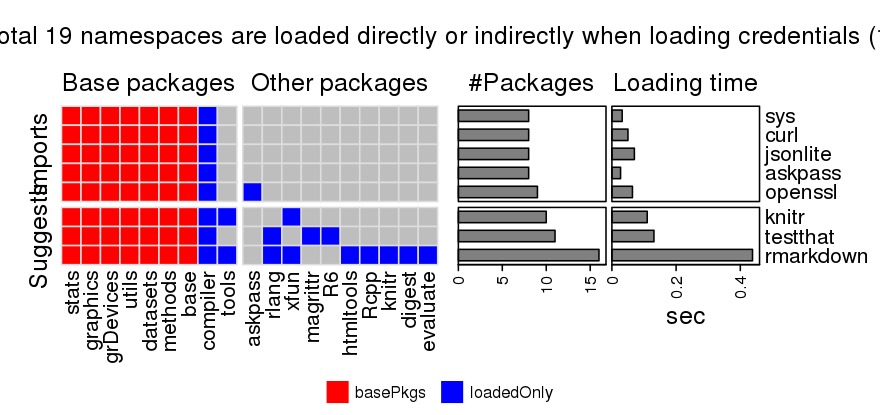 otal 19 namespaces are loaded directly or indirectly when loading credentials (
Base packages
Other packages
#Packages
Loading time
Imports
Suggests
sys
curl
jsonlite
askpass
openssl
knitr
testthat
rmarkdown
stats
graphics
grDevices
utils
datasets
methods
base
compiler
tools
askpass
rlang
xfun
magrittr
R6
htmltools
Rcpp
knitr
digest
evaluate
0
5
10
15
0
0.2
0.4
sec
basePkgs
loadedOnly